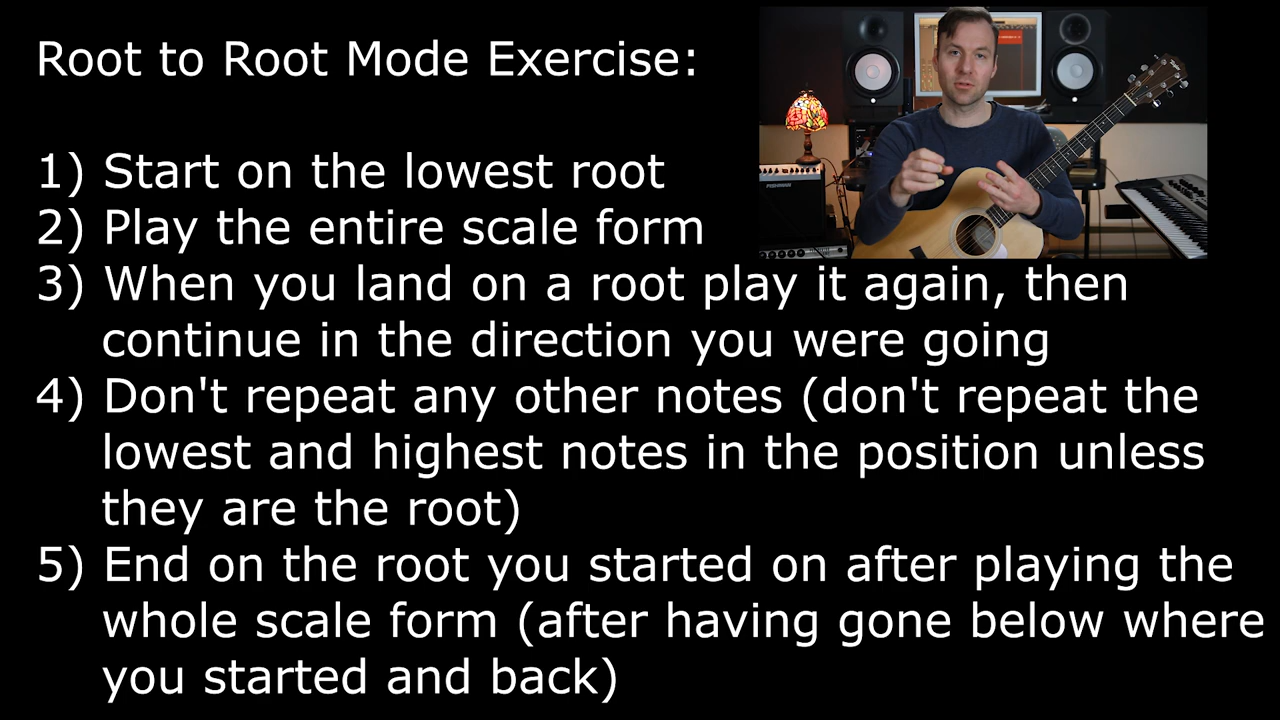 Root to Root Mode Exercise:
1) Start on the lowest root
2) Play the entire scale form
3) When you land on a root play it again, then
continue in the direction you were going
4) Don't repeat any other notes (don't repeat the
lowest and highest notes in the position unless
they are the root)
5) End on the root you started on after playing the
whole scale form (after having gone below where
you started and back)